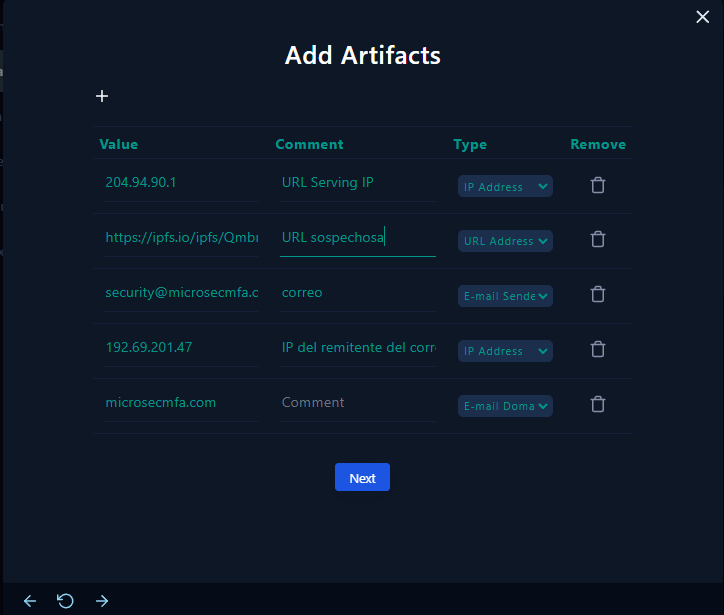 Add Artifacts
Value Comment Type Remove
204.94.90.1 URL Serving IP IP Address
https://ipfs.io/ipfs/Qmbr URL sospechosa URL Address
security@microsecmfa.c correo E-mail Sende
192.69.201.47 IP del remitente del corr IP Address
microsecmfa.com Comment E-mail Doma
Next